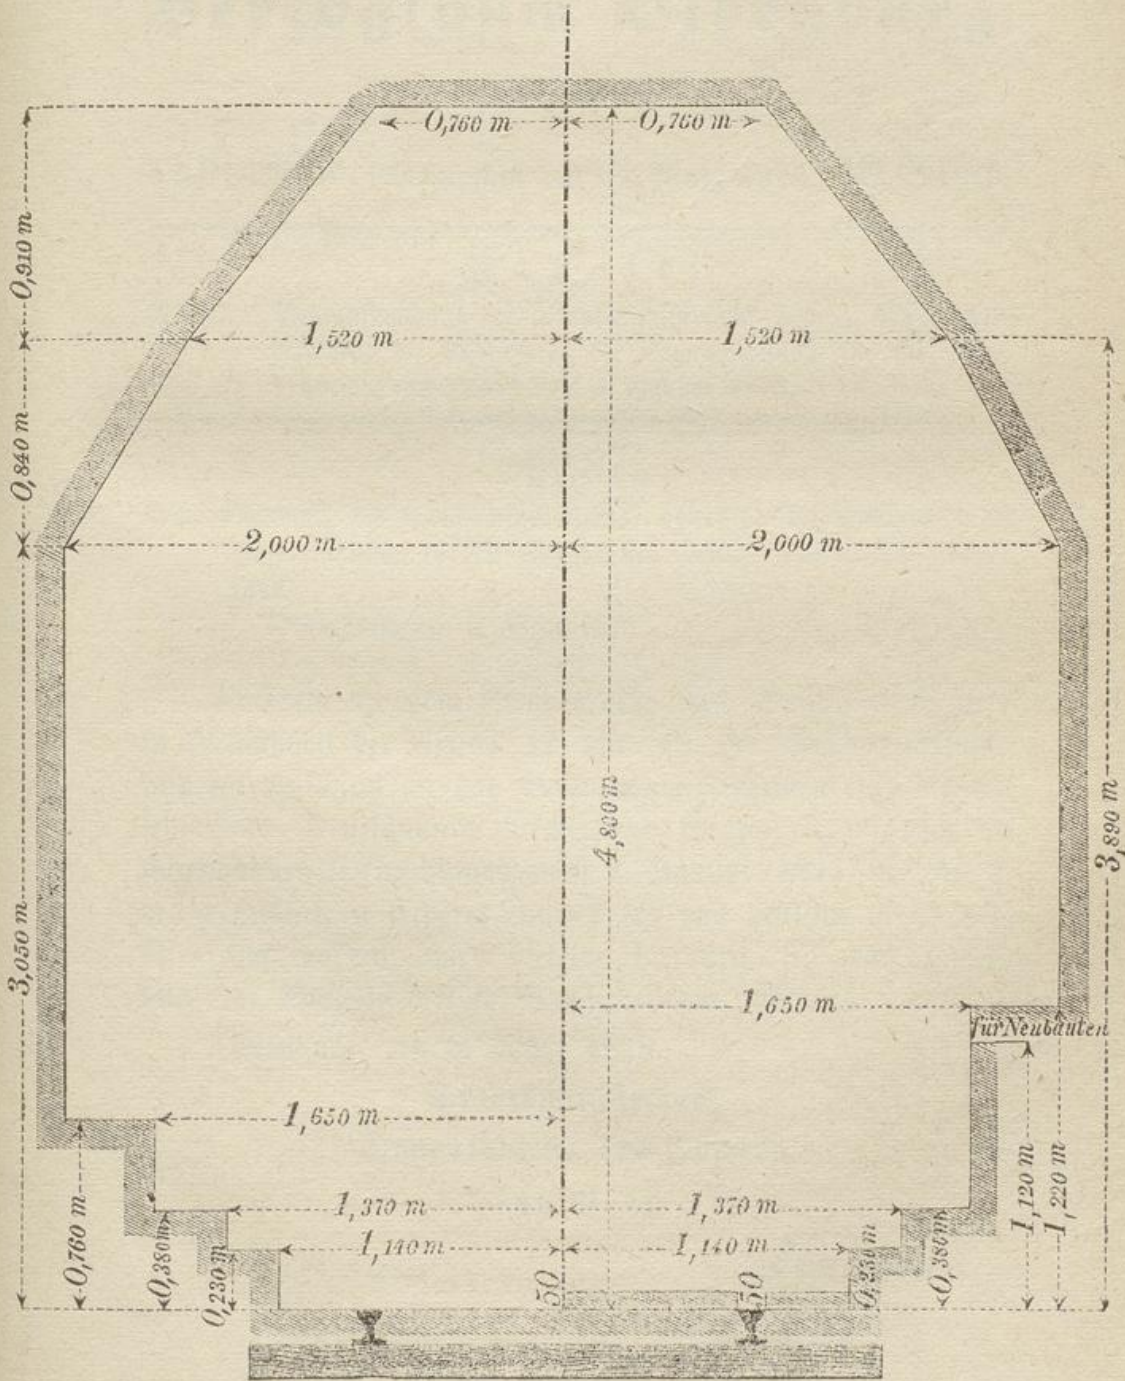 0,760 m
0,760 m
0,910 m
1,520 m
1,520 m
0,840 m
2,000 m
2,000 m
4,800 m
3,890 m
3,050 m
1,650 m
für Neubauten
1,650 m
1,120 m
1,220 m
0,760 m
1,370 m
1,370 m
0,380 m
1,140 m
1,140 m
0,230 m
0,230 m
0,380 m
50
50